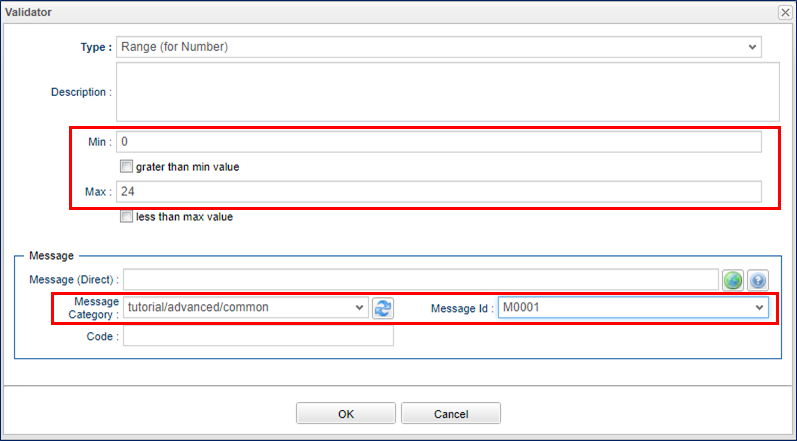 Validator
Type : Range (for Number)
Description :
Min : 0
grater than min value
Max : 24
less than max value
Message
Message (Direct) :
Message
Category : tutorial/advanced/common Message Id : M0001
Code :
OK Cancel